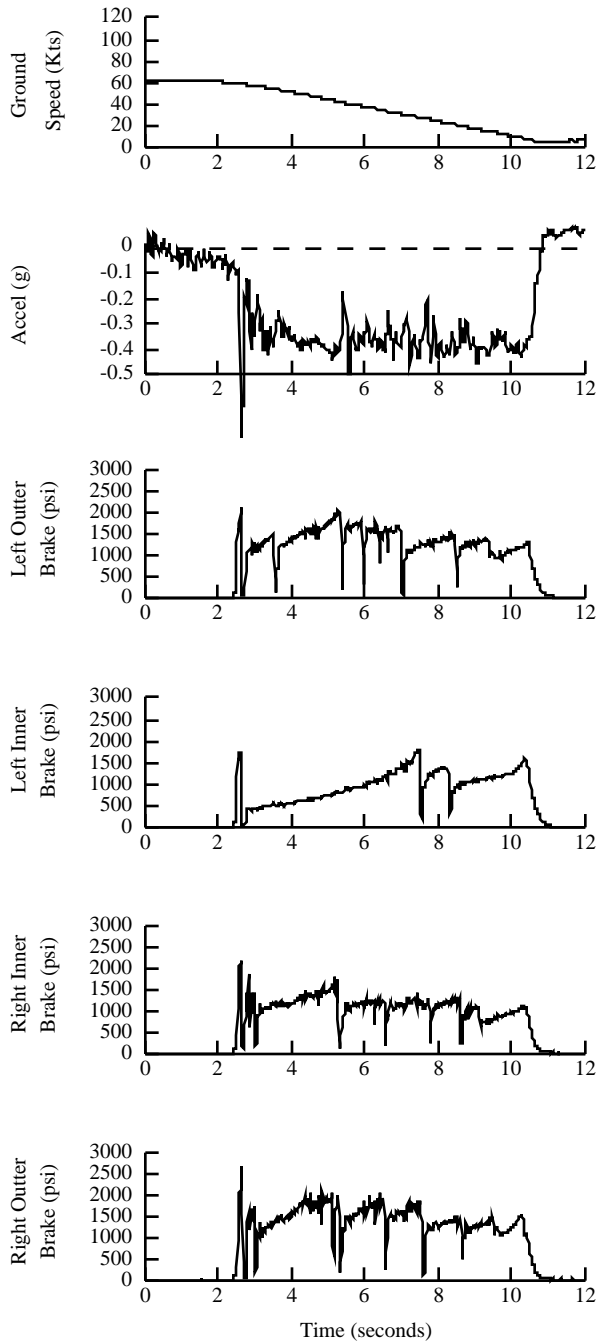 Ground
Speed (Kts)
120
100
80
60
40
20
0
0 2 4 6 8 10 12
Accel (g)
0
-0.1
-0.2
-0.3
-0.4
-0.5
0 2 4 6 8 10 12
Left Outter
Brake (psi)
3000
2500
2000
1500
1000
500
0
0 2 4 6 8 10 12
Left Inner
Brake (psi)
3000
2500
2000
1500
1000
500
0
0 2 4 6 8 10 12
Right Inner
Brake (psi)
3000
2500
2000
1500
1000
500
0
0 2 4 6 8 10 12
Right Outter
Brake (psi)
3000
2500
2000
1500
1000
500
0
0 2 4 6 8 10 12
Time (seconds)